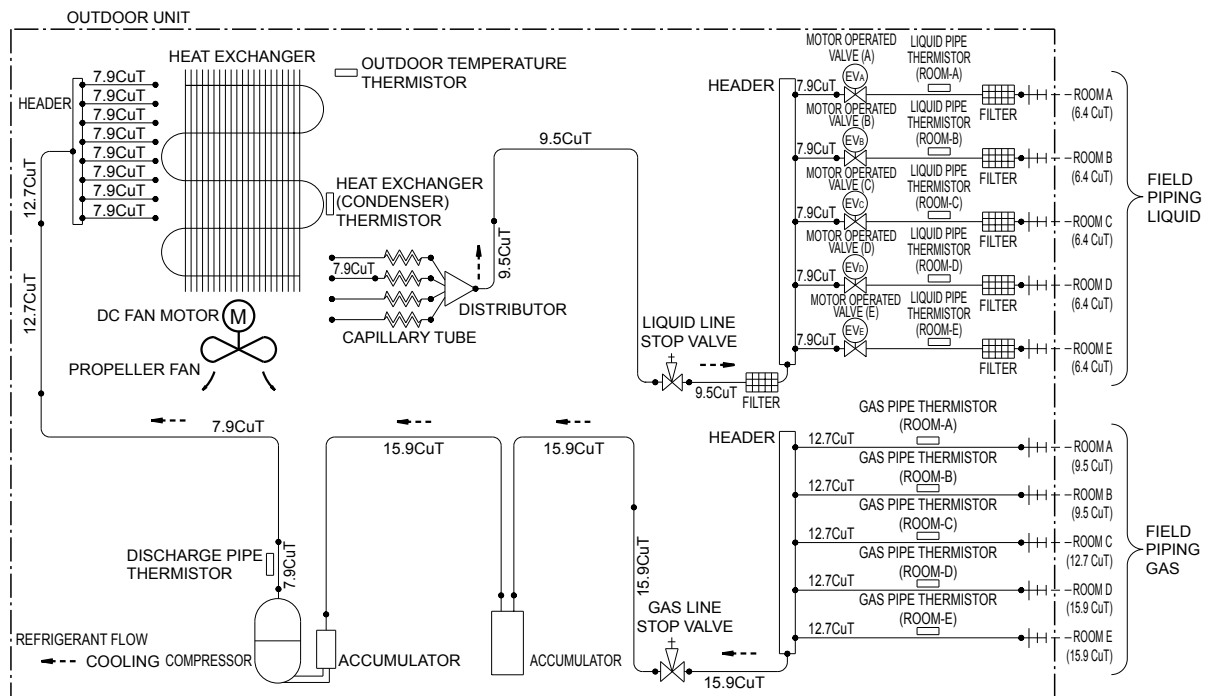 OUTDOOR UNIT
HEAT EXCHANGER
HEADER
7.9CuT
7.9CuT
7.9CuT
7.9CuT
7.9CuT
7.9CuT
7.9CuT
7.9CuT
12.7CuT
12.7CuT
OUTDOOR TEMPERATURE
THERMISTOR
HEAT EXCHANGER
(CONDENSER)
THERMISTOR
7.9CuT
CAPILLARY TUBE
DISTRIBUTOR
9.5CuT
9.5CuT
DC FAN MOTOR
M
PROPELLER FAN
LIQUID LINE
STOP VALVE
9.5CuT
FILTER
HEADER
MOTOR OPERATED
VALVE (A)
LIQUID PIPE
THERMISTOR
(ROOM-A)
7.9CuT
EVA
FILTER
ROOM A
(6.4 CuT)
MOTOR OPERATED
VALVE (B)
LIQUID PIPE
THERMISTOR
(ROOM-B)
7.9CuT
EVB
FILTER
ROOM B
(6.4 CuT)
MOTOR OPERATED
VALVE (C)
LIQUID PIPE
THERMISTOR
(ROOM-C)
7.9CuT
EVC
FILTER
ROOM C
(6.4 CuT)
MOTOR OPERATED
VALVE (D)
LIQUID PIPE
THERMISTOR
(ROOM-D)
7.9CuT
EVD
FILTER
ROOM D
(6.4 CuT)
MOTOR OPERATED
VALVE (E)
LIQUID PIPE
THERMISTOR
(ROOM-E)
7.9CuT
EVE
FILTER
ROOM E
(6.4 CuT)
FIELD
PIPING
LIQUID
7.9CuT
15.9CuT
15.9CuT
HEADER
GAS PIPE THERMISTOR
(ROOM-A)
12.7CuT
ROOM A
(9.5 CuT)
GAS PIPE THERMISTOR
(ROOM-B)
12.7CuT
ROOM B
(9.5 CuT)
GAS PIPE THERMISTOR
(ROOM-C)
12.7CuT
ROOM C
(12.7 CuT)
GAS PIPE THERMISTOR
(ROOM-D)
12.7CuT
ROOM D
(15.9 CuT)
GAS PIPE THERMISTOR
(ROOM-E)
12.7CuT
ROOM E
(15.9 CuT)
FIELD
PIPING
GAS
DISCHARGE PIPE
THERMISTOR
7.9CuT
15.9CuT
GAS LINE
STOP VALVE
15.9CuT
REFRIGERANT FLOW
COOLING
COMPRESSOR
ACCUMULATOR
ACCUMULATOR